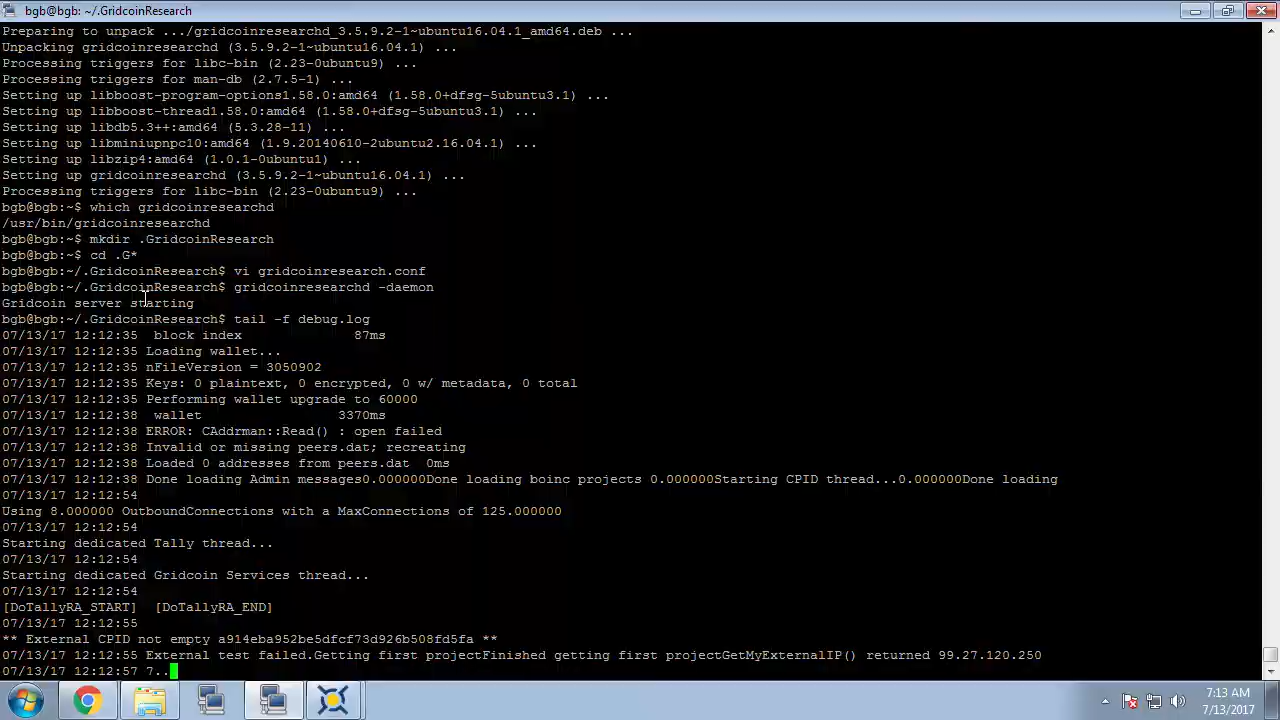 bgb@bgb: ~/.GridcoinResearch
Preparing to unpack .../gridcoinresearchd_3.5.9.2-1~ubuntu16.04.1_amd64.deb ...
Unpacking gridcoinresearchd (3.5.9.2-1~ubuntu16.04.1) ...
Processing triggers for libc-bin (2.23-0ubuntu9) ...
Processing triggers for man-db (2.7.5-1) ...
Setting up libboost-program-options1.58.0:amd64 (1.58.0+dfsg-5ubuntu3.1) ...
Setting up libboost-thread1.58.0:amd64 (1.58.0+dfsg-5ubuntu3.1) ...
Setting up libdb5.3++:amd64 (5.3.28-11) ...
Setting up libminiupnpc10:amd64 (1.9.20140610-2ubuntu2.16.04.1) ...
Setting up libzip4:amd64 (1.0.1-0ubuntu1) ...
Setting up gridcoinresearchd (3.5.9.2-1~ubuntu16.04.1) ...
Processing triggers for libc-bin (2.23-0ubuntu9) ...
bgb@bgb:~$ which gridcoinresearchd
/usr/bin/gridcoinresearchd
bgb@bgb:~$ mkdir .GridcoinResearch
bgb@bgb:~$ cd .G*
bgb@bgb:~/.GridcoinResearch$ vi gridcoinresearch.conf
bgb@bgb:~/.GridcoinResearch$ gridcoinresearchd -daemon
Gridcoin server starting
bgb@bgb:~/.GridcoinResearch$ tail -f debug.log
07/13/17 12:12:35  block index              87ms
07/13/17 12:12:35 Loading wallet...
07/13/17 12:12:35 nFileVersion = 3050902
07/13/17 12:12:35 Keys: 0 plaintext, 0 encrypted, 0 w/ metadata, 0 total
07/13/17 12:12:35 Performing wallet upgrade to 60000
07/13/17 12:12:38  wallet                 3370ms
07/13/17 12:12:38 ERROR: CAddrman::Read() : open failed
07/13/17 12:12:38 Invalid or missing peers.dat; recreating
07/13/17 12:12:38 Loaded 0 addresses from peers.dat  0ms
07/13/17 12:12:38 Done loading Admin messages0.000000Done loading boinc projects 0.000000Starting CPID thread...0.000000Done loading
07/13/17 12:12:54
Using 8.000000 OutboundConnections with a MaxConnections of 125.000000
07/13/17 12:12:54
Starting dedicated Tally thread...
07/13/17 12:12:54
Starting dedicated Gridcoin Services thread...
07/13/17 12:12:54
[DoTallyRA_START]  [DoTallyRA_END]
07/13/17 12:12:55
** External CPID not empty a914eba952be5dfcf73d926b508fd5fa **
07/13/17 12:12:55 External test failed.Getting first projectFinished getting first projectGetMyExternalIP() returned 99.27.120.250
07/13/17 12:12:57 7..
7:13 AM
7/13/2017